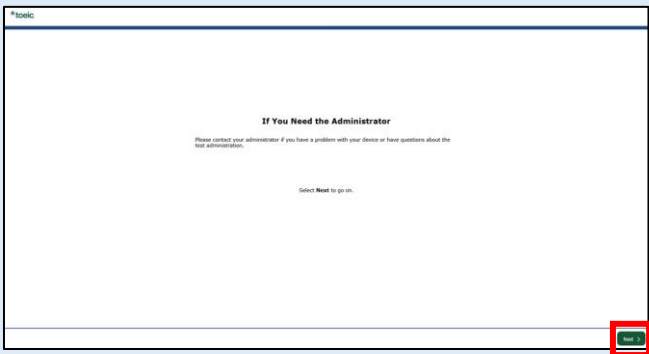 *toeic
If You Need the Administrator
Please contact your administrator if you have a problem with your device or have questions about the
test administration.
Select Next to go on.
Next >